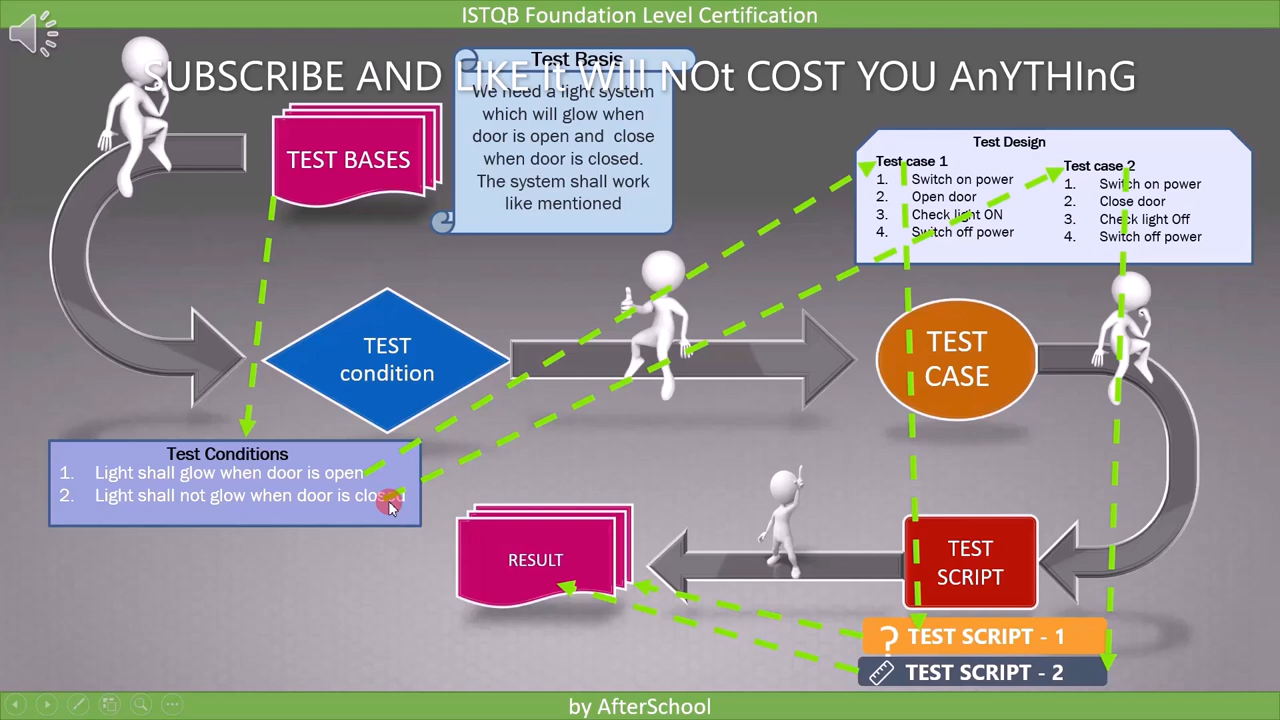 ISTQB Foundation Level Certification
SUBSCRIBE AND LIKE it Will NOt COST YOU AnYTHInG
Test Basis
We need a light system
which will glow when
door is open and close
when door is closed.
The system shall work
like mentioned
TEST BASES
Test Design
Test case 1
1. Switch on power
2. Open door
3. Check light ON
4. Switch off power
Test case 2
1. Switch on power
2. Close door
3. Check light Off
4. Switch off power
TEST
condition
TEST
CASE
Test Conditions
1. Light shall glow when door is open
2. Light shall not glow when door is closed
RESULT
TEST
SCRIPT
? TEST SCRIPT - 1
TEST SCRIPT - 2
by AfterSchool